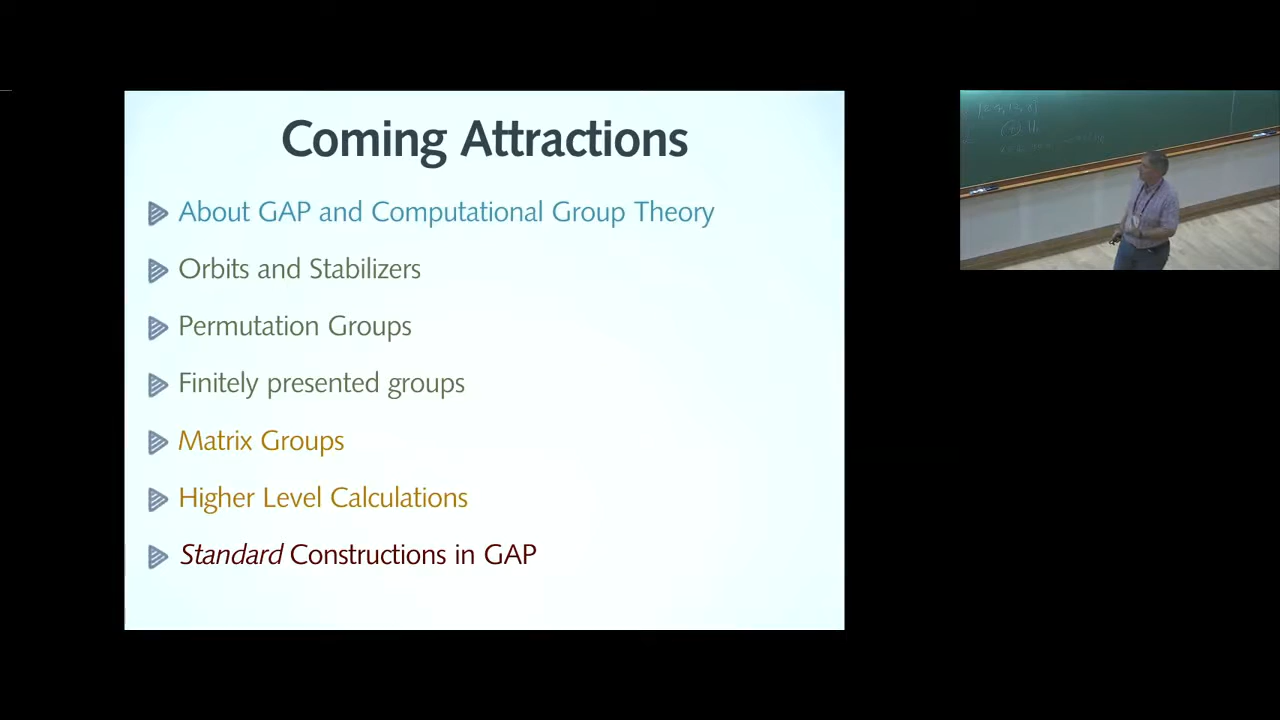 Coming Attractions
About GAP and Computational Group Theory
Orbits and Stabilizers
Permutation Groups
Finitely presented groups
Matrix Groups
Higher Level Calculations
Standard Constructions in GAP